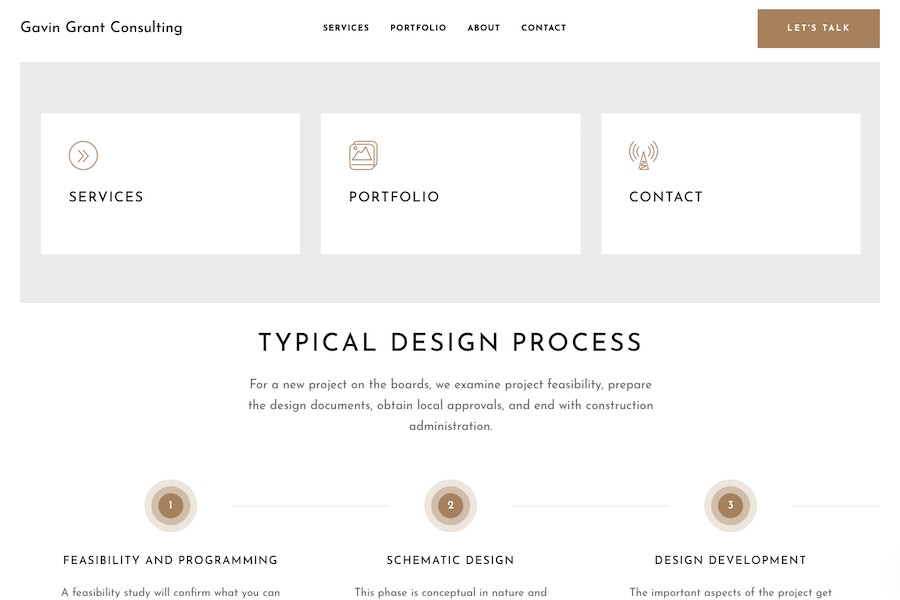 Gavin Grant Consulting
SERVICES PORTFOLIO ABOUT CONTACT
LET'S TALK
SERVICES
PORTFOLIO
CONTACT
TYPICAL DESIGN PROCESS
For a new project on the boards, we examine project feasibility, prepare
the design documents, obtain local approvals, and end with construction
administration.
1
2
3
FEASIBILITY AND PROGRAMMING
SCHEMATIC DESIGN
DESIGN DEVELOPMENT
A feasibility study will confirm what you can
This phase is conceptual in nature and
The important aspects of the project get